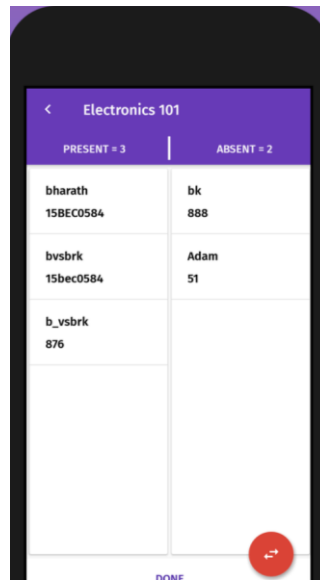 Electronics 101
PRESENT = 3
ABSENT = 2
bharath
15BEC0584
bvsbrk
15bec0584
b_vsbrk
876
bk
888
Adam
51
DONE